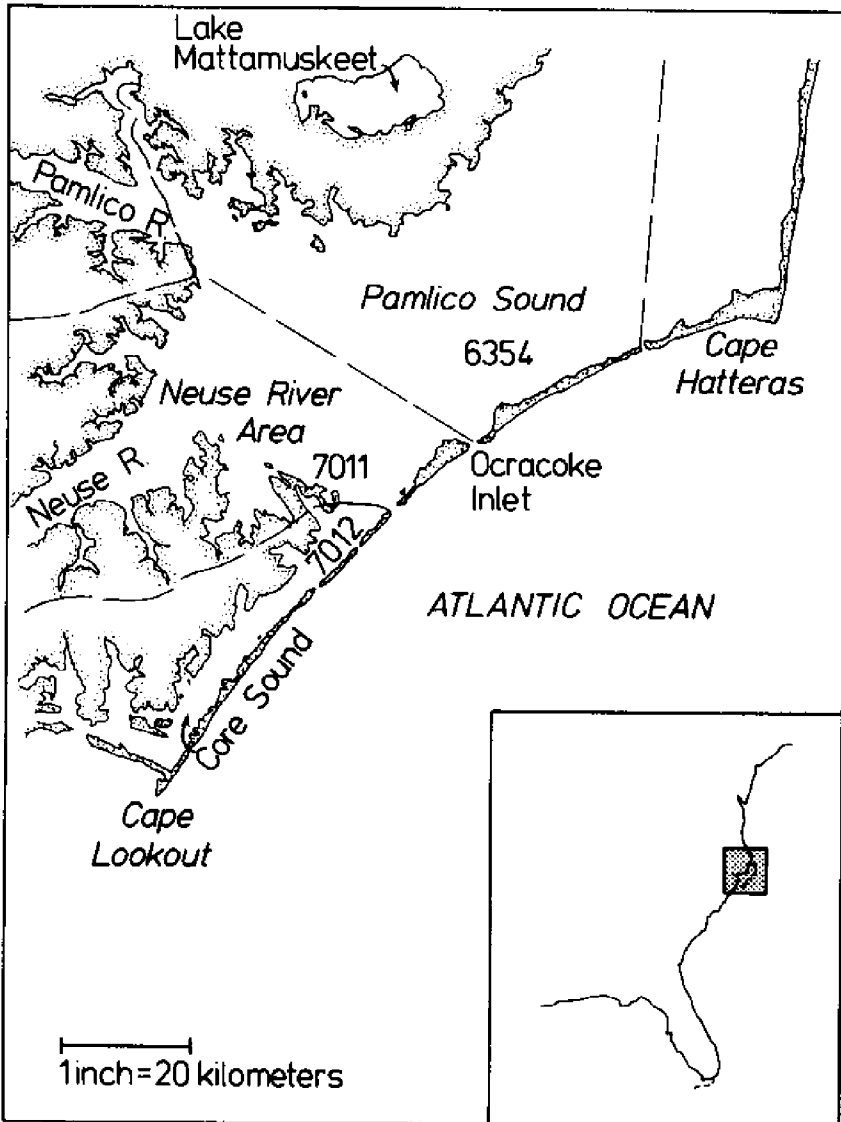 Lake
Mattamuskeet
Pamlico R.
Pamlico Sound
6354
Cape
Hatteras
Neuse River
Area
Neuse R.
7011
Ocracoke
Inlet
7012
ATLANTIC OCEAN
Core Sound
Cape
Lookout
1 inch = 20 kilometers